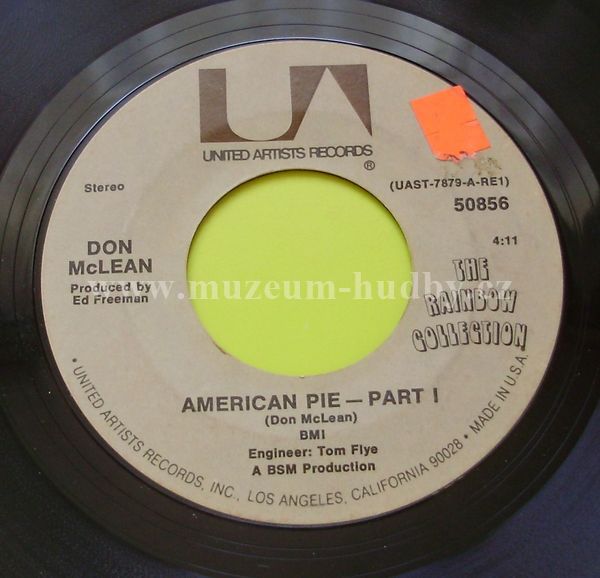 UA
UNITED ARTISTS RECORDS
®
Stereo
(UAST-7879-A-RE1)
50856
4:11
DON
McLEAN
Produced by
Ed Freeman
THE
RAINBOW
COLLECTION
www.muzeum-hudby.cz
AMERICAN PIE — PART I
(Don McLean)
BMI
Engineer: Tom Flye
A BSM Production
• UNITED ARTISTS RECORDS, INC., LOS ANGELES, CALIFORNIA 90028 • MADE IN U.S.A.